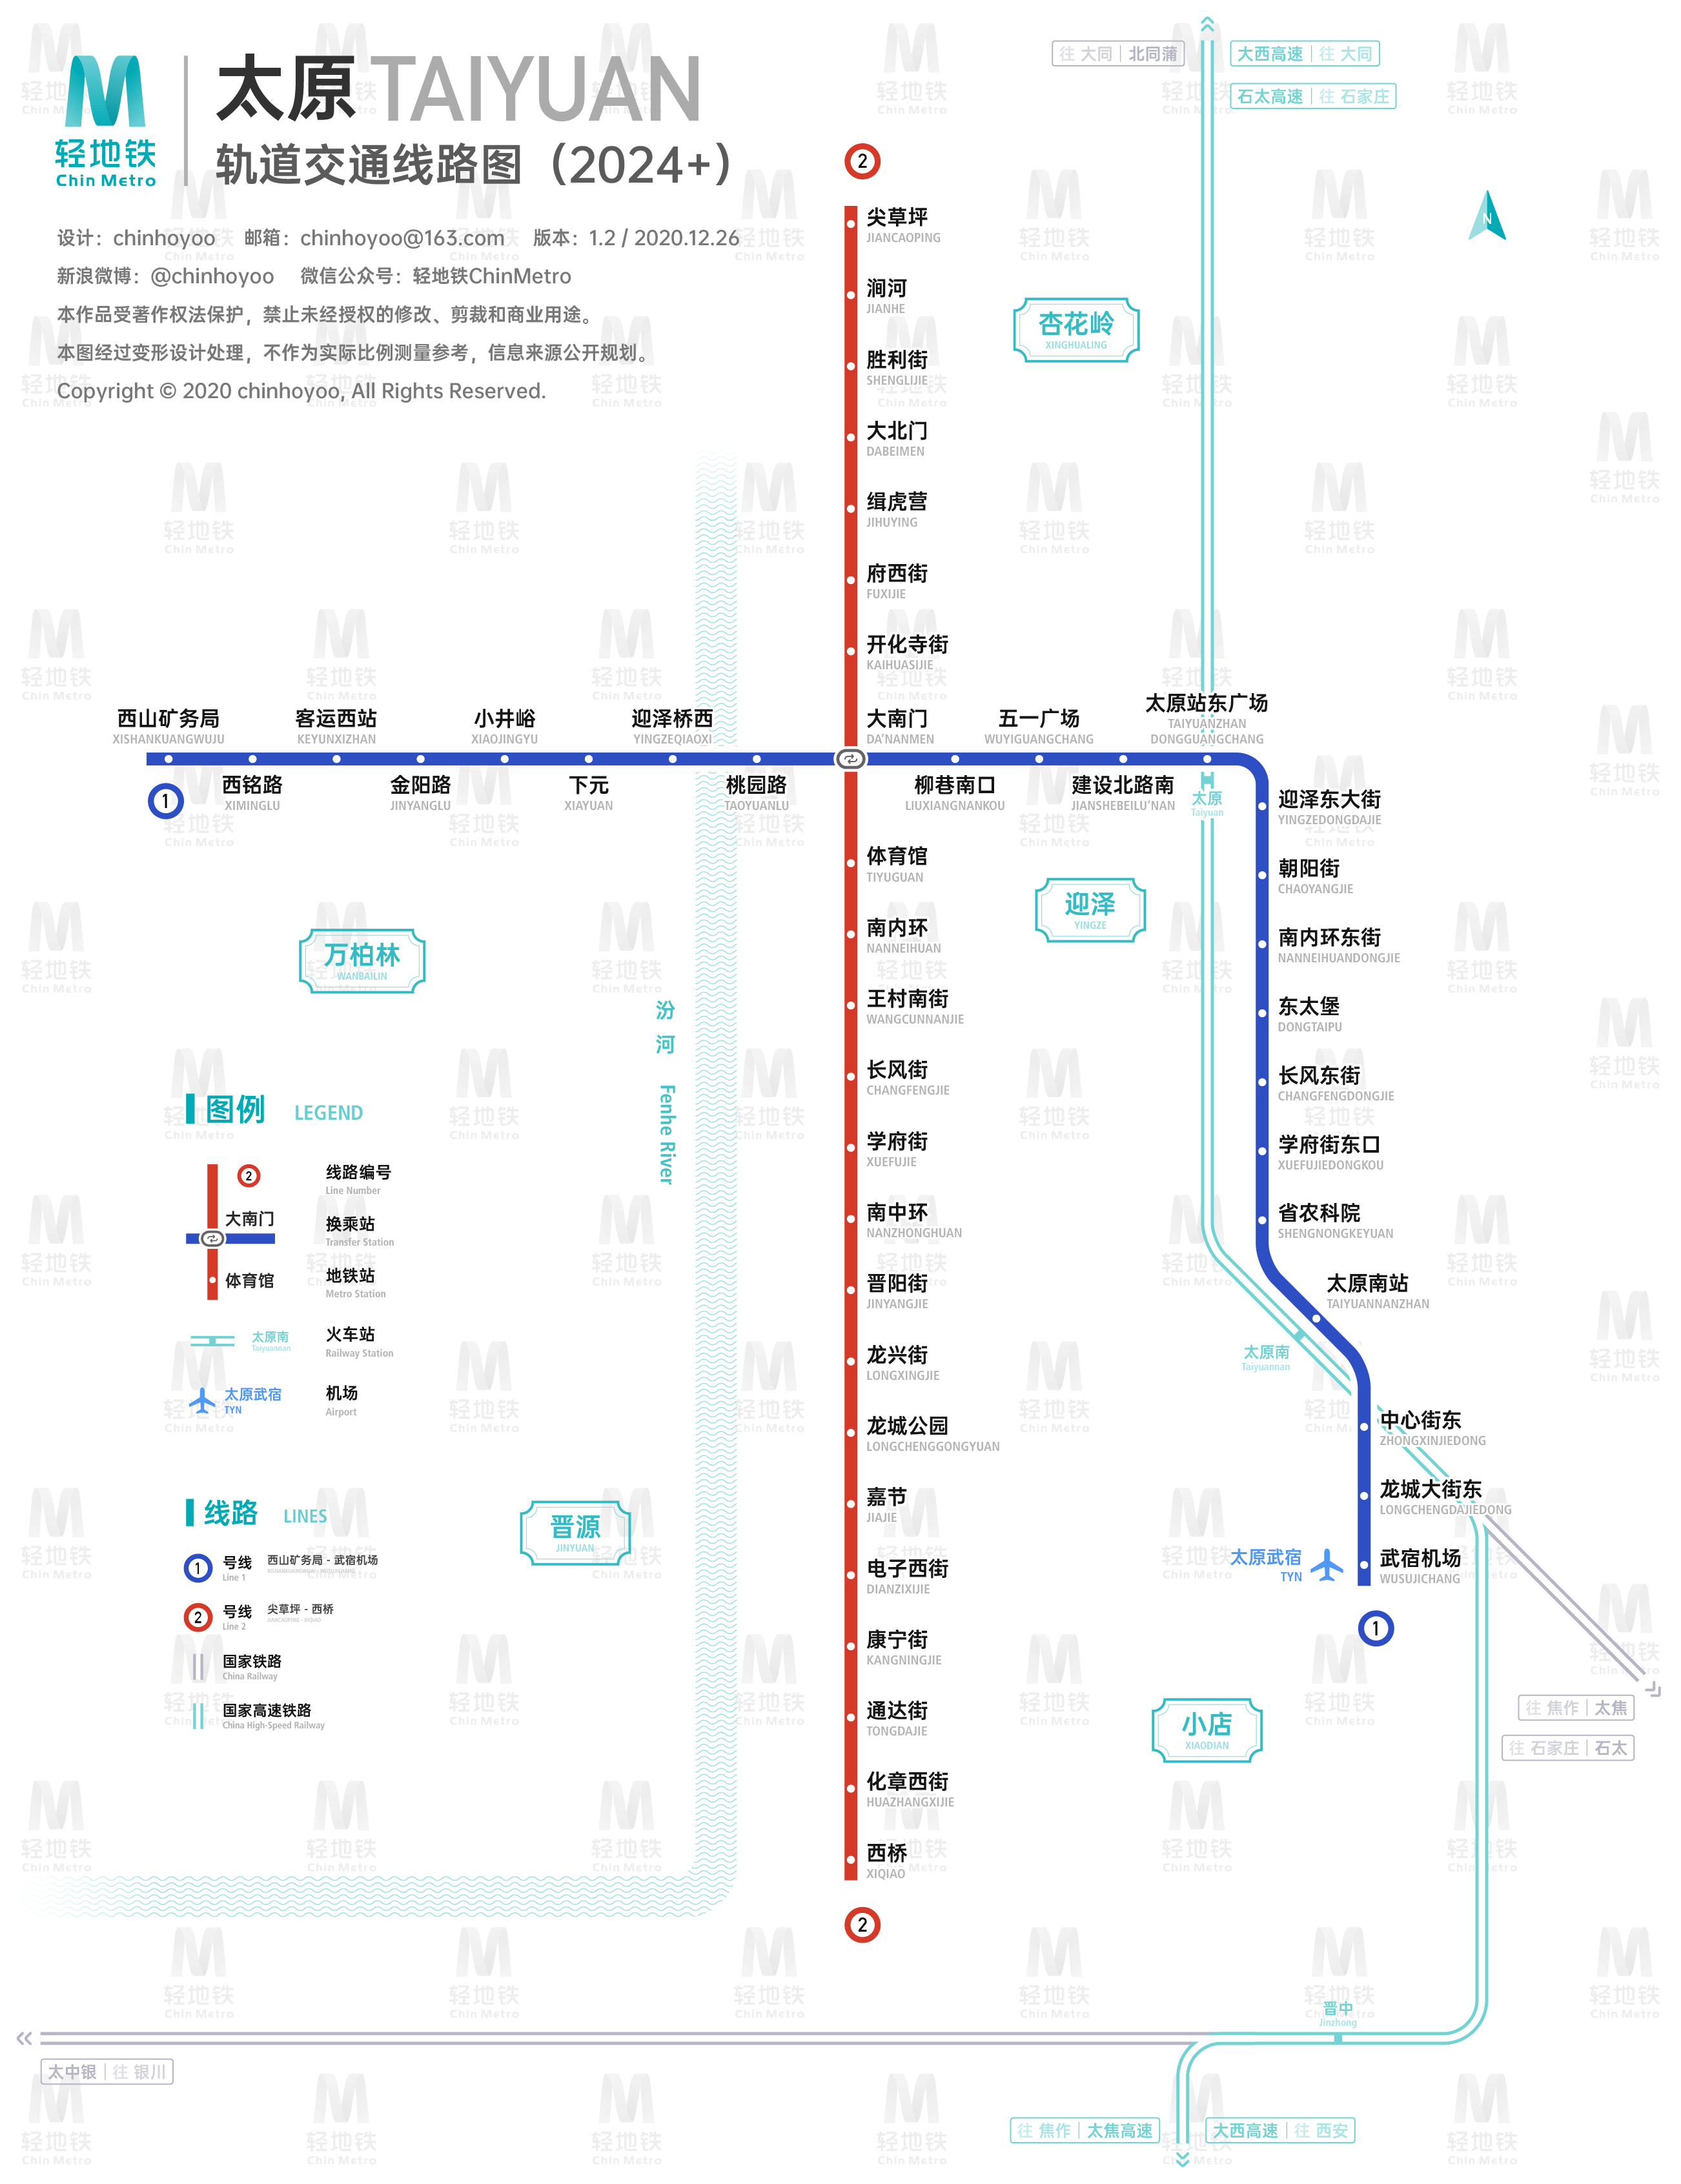 轻地铁
Chin Metro
太原 TAIYUAN
轨道交通线路图（2024+）
设计：chinhoyoo 邮箱：chinhoyoo@163.com 版本：1.2 / 2020.12.26
新浪微博：@chinhoyoo 微信公众号：轻地铁ChinMetro
本作品受著作权法保护，禁止未经授权的修改、剪裁和商业用途。
本图经过变形设计处理，不作为实际比例测量参考，信息来源公开规划。
Copyright © 2020 chinhoyoo, All Rights Reserved.
往 大同 | 北同蒲
大西高速 | 往 大同
石太高速 | 往 石家庄
N
2
尖草坪
JIANCAOPING
涧河
JIANHE
胜利街
SHENGLIJIE
大北门
DABEIMEN
缉虎营
JIHUYING
府西街
FUXIJIE
开化寺街
KAIHUASIJIE
大南门
DA'NANMEN
体育馆
TIYUGUAN
南内环
NANNEIHUAN
王村南街
WANGCUNNANJIE
长风街
CHANGFENGJIE
学府街
XUEFUJIE
南中环
NANZHONGHUAN
晋阳街
JINYANGJIE
龙兴街
LONGXINGJIE
龙城公园
LONGCHENGGONGYUAN
嘉节
JIAJIE
电子西街
DIANZIXIJIE
康宁街
KANGNINGJIE
通达街
TONGDAJIE
化章西街
HUAZHANGXIJIE
西桥
XIQIAO
2
1
西山矿务局
XISHANKUANGWUJU
西铭路
XIMINGLU
客运西站
KEYUNXIZHAN
金阳路
JINYANGLU
小井峪
XIAOJINGYU
下元
XIAYUAN
迎泽桥西
YINGZEQIAOXI
桃园路
TAOYUANLU
柳巷南口
LIUXIANGNANKOU
五一广场
WUYIGUANGCHANG
建设北路南
JIANSHEBEILU'NAN
太原站东广场
TAIYUANZHAN
DONGGUANGCHANG
太原
Taiyuan
迎泽东大街
YINGZEDONGDAJIE
朝阳街
CHAOYANGJIE
南内环东街
NANNEIHUANDONGJIE
东太堡
DONGTAIPU
长风东街
CHANGFENGDONGJIE
学府街东口
XUEFUJIEDONGKOU
省农科院
SHENGNONGKEYUAN
太原南站
TAIYUANNANZHAN
太原南
Taiyuannan
中心街东
ZHONGXINJIEDONG
龙城大街东
LONGCHENGDAJIEDONG
武宿机场
WUSUJICHANG
太原武宿
TYN
1
杏花岭
XINGHUALING
迎泽
YINGZE
万柏林
WANBAILIN
晋源
JINYUAN
小店
XIAODIAN
汾河 Fenhe River
图例 LEGEND
2
线路编号
Line Number
大南门
换乘站
Transfer Station
体育馆
地铁站
Metro Station
太原南
Taiyuannan
火车站
Railway Station
太原武宿
TYN
机场
Airport
线路 LINES
1 号线 西山矿务局 - 武宿机场
Line 1
2 号线 尖草坪 - 西桥
Line 2
国家铁路
China Railway
国家高速铁路
China High-Speed Railway
往 焦作 | 太焦
往 石家庄 | 石太
晋中
Jinzhong
太中银 | 往 银川
往 焦作 | 太焦高速
大西高速 | 往 西安